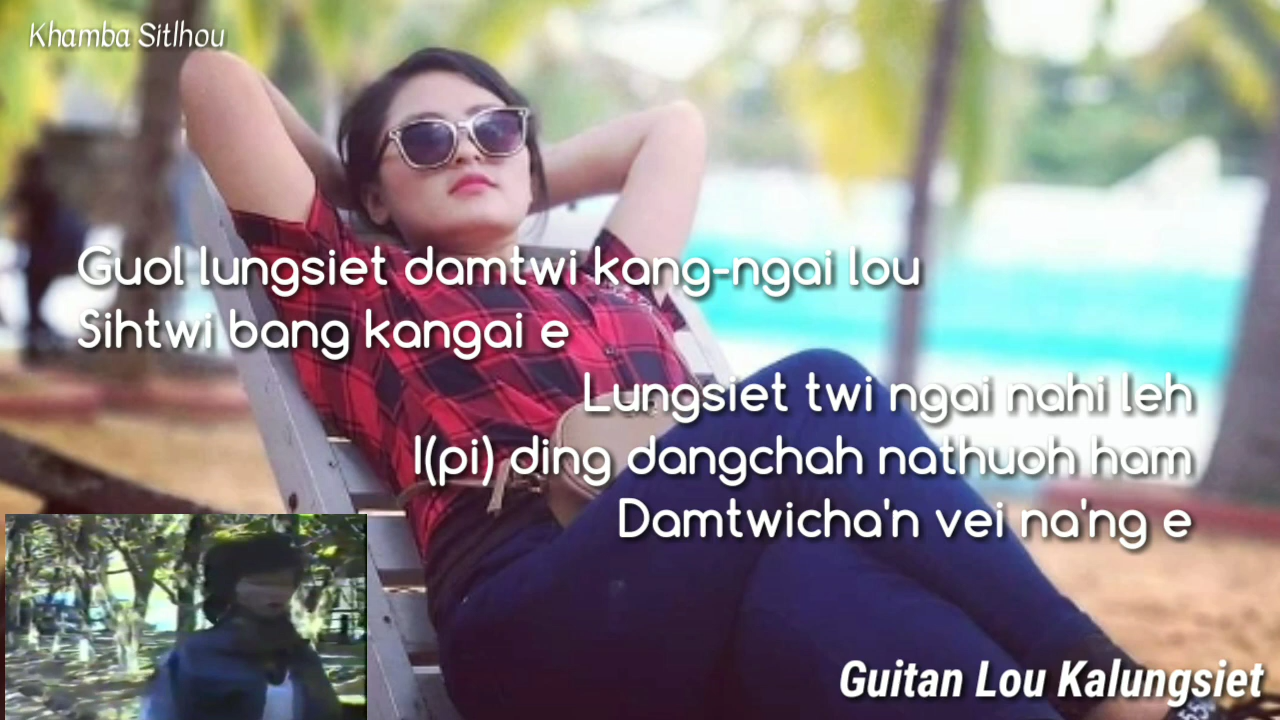 Khamba Sitlhou
Guol lungsiet damtwi kang-ngai lou
Sihtwi bang kangai e
Lungsiet twi ngai nahi leh
I(pi) ding dangchah nathuoh ham
Damtwicha'n vei na'ng e
Guitan Lou Kalungsiet